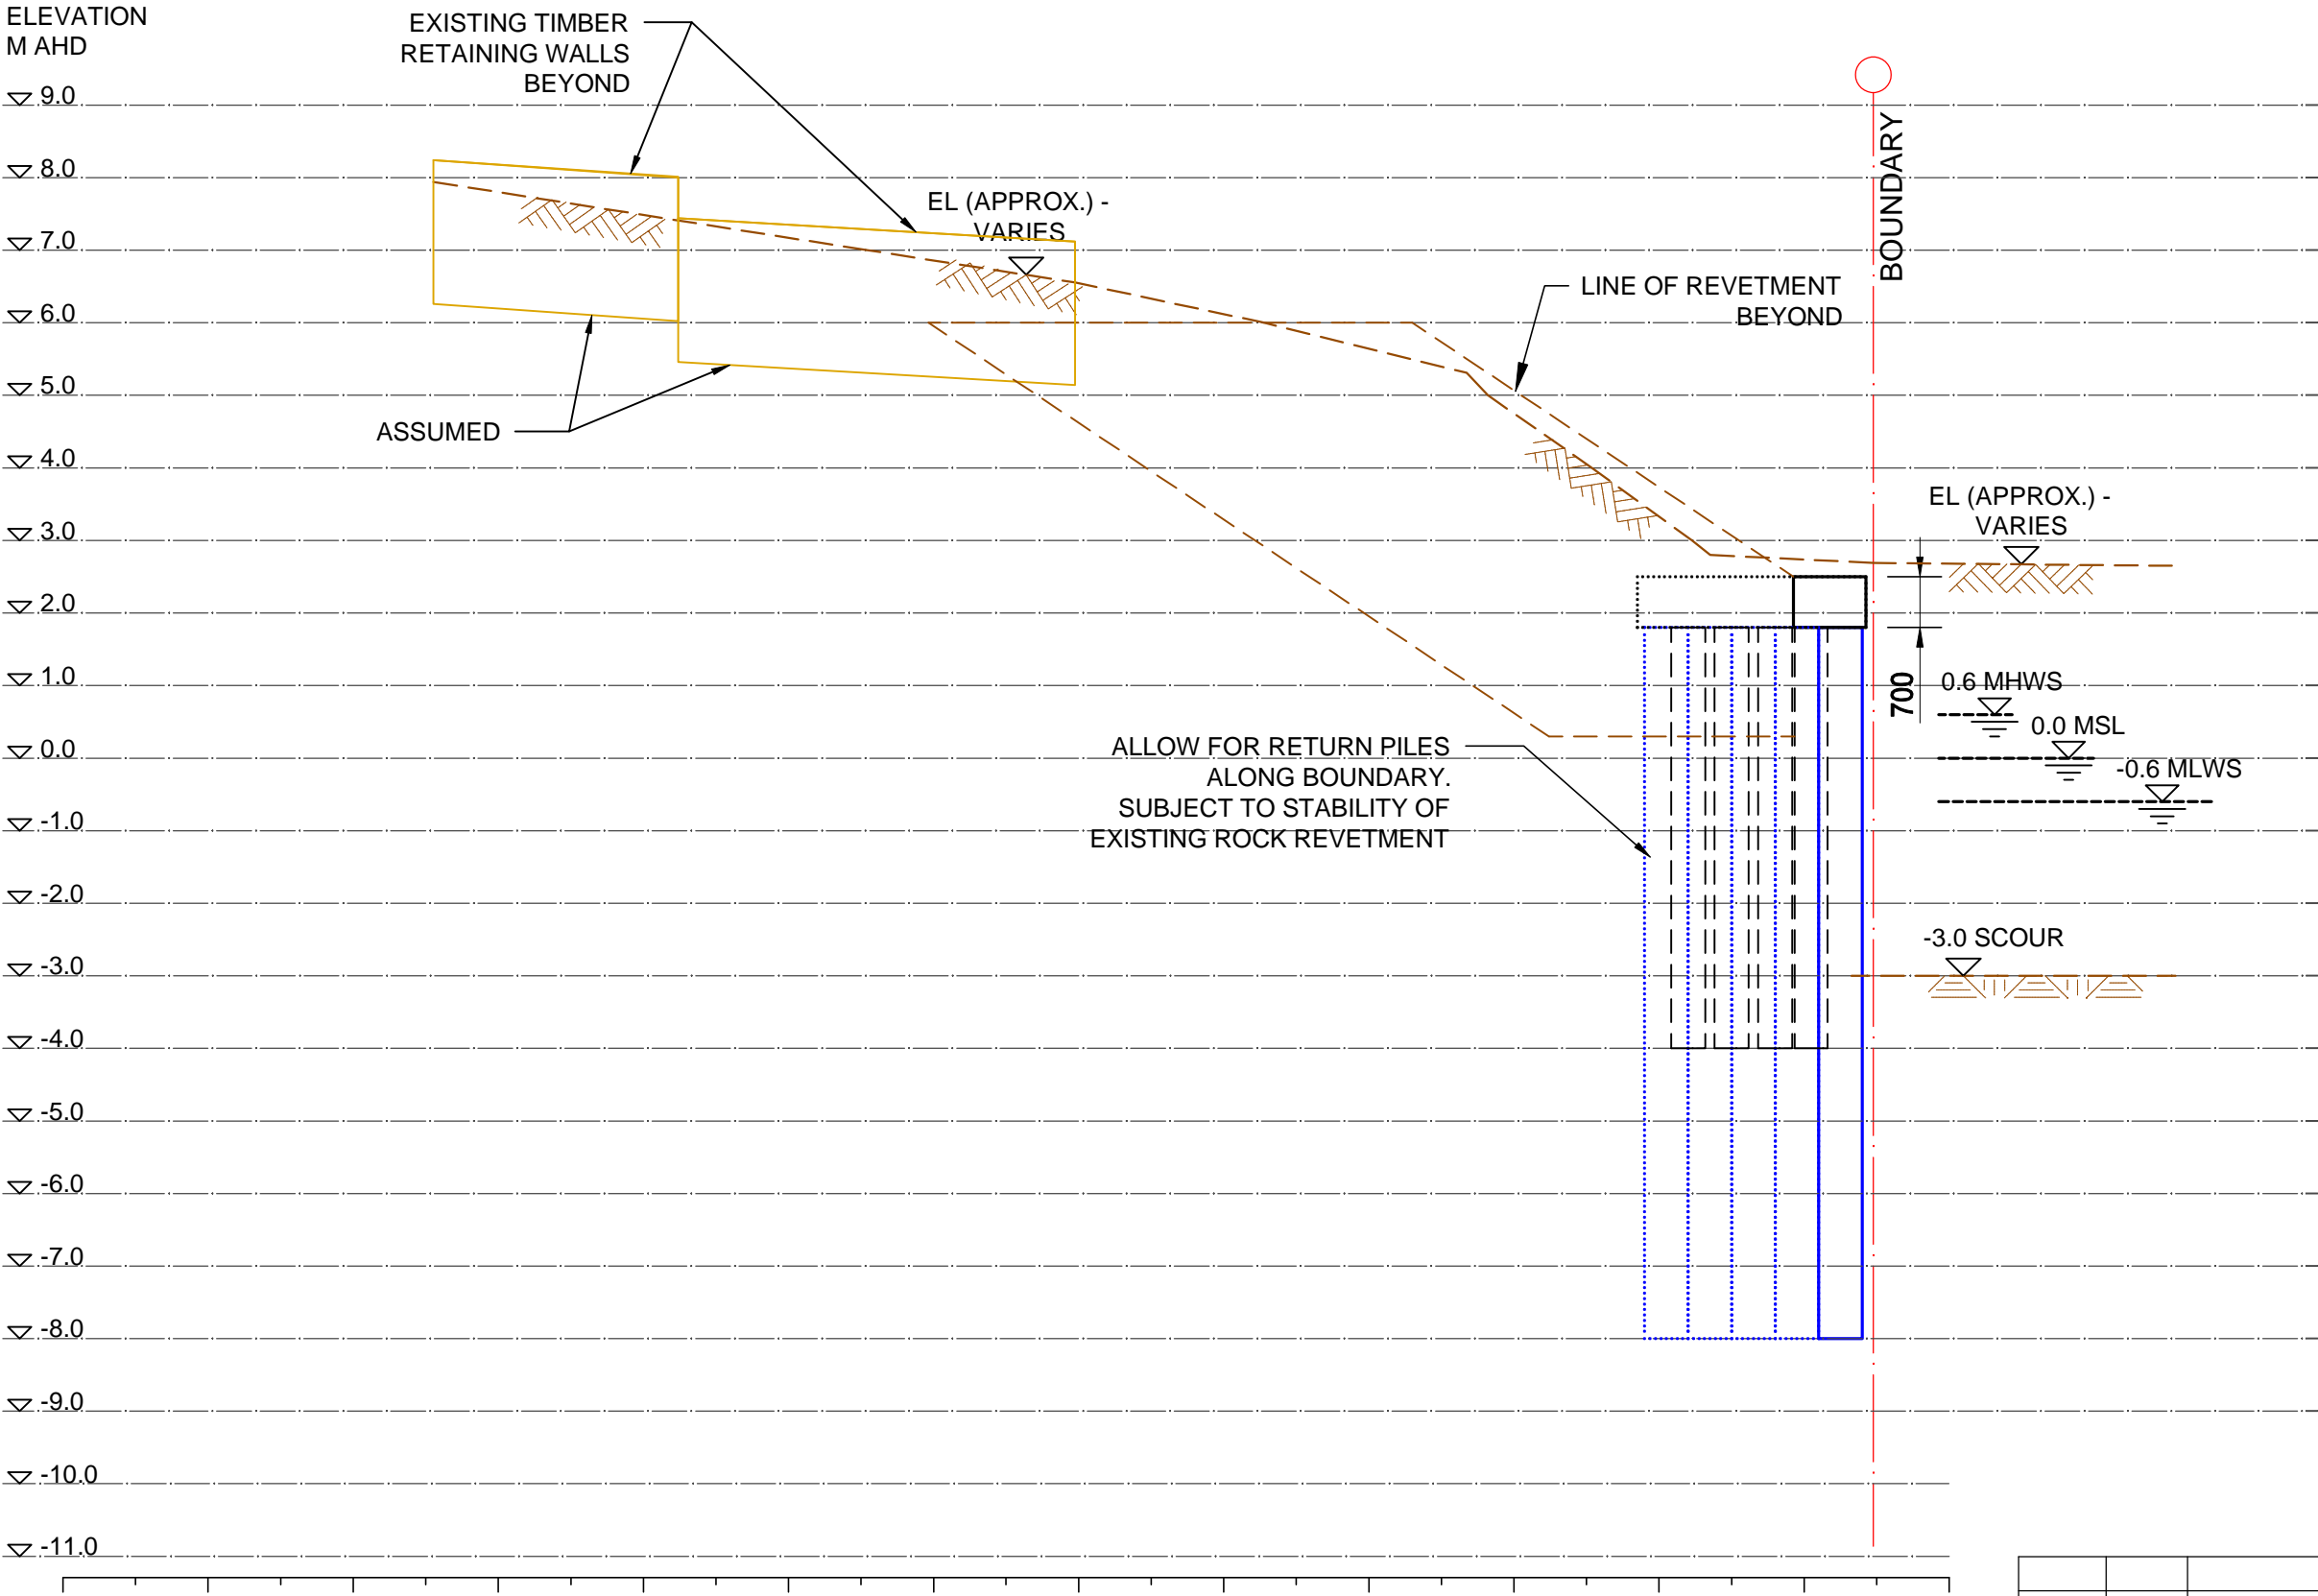 ELEVATION
M AHD
EXISTING TIMBER
RETAINING WALLS
BEYOND
9.0
8.0
7.0
6.0
5.0
4.0
3.0
2.0
1.0
0.0
-1.0
-2.0
-3.0
-4.0
-5.0
-6.0
-7.0
-8.0
-9.0
-10.0
-11.0
EL (APPROX.) -
VARIES
BOUNDARY
LINE OF REVETMENT
BEYOND
ASSUMED
EL (APPROX.) -
VARIES
700
0.6 MHWS
0.0 MSL
-0.6 MLWS
ALLOW FOR RETURN PILES
ALONG BOUNDARY.
SUBJECT TO STABILITY OF
EXISTING ROCK REVETMENT
-3.0 SCOUR